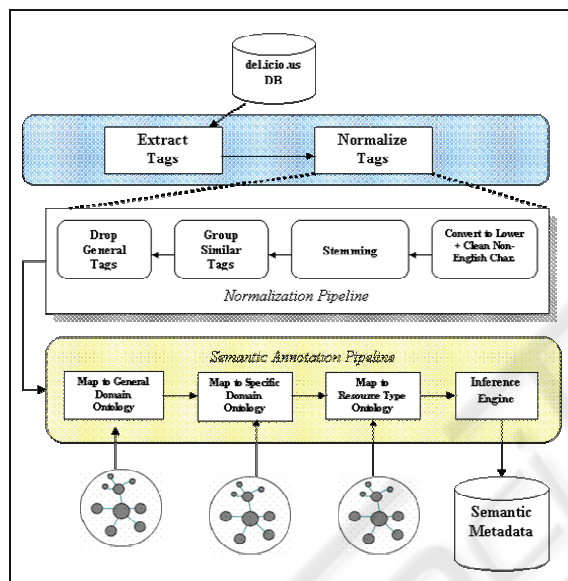 del.icio.us
DB
Extract
Tags
Normalize
Tags
Drop
General
Tags
Group
Similar
Tags
Stemming
Convert to Lower
+ Clean Non-
English Char.
Normalization Pipeline
Semantic Annotation Pipeline
Map to General
Domain
Ontology
Map to Specific
Domain
Ontology
Map to
Resource Type
Ontology
Inference
Engine
Semantic
Metadata